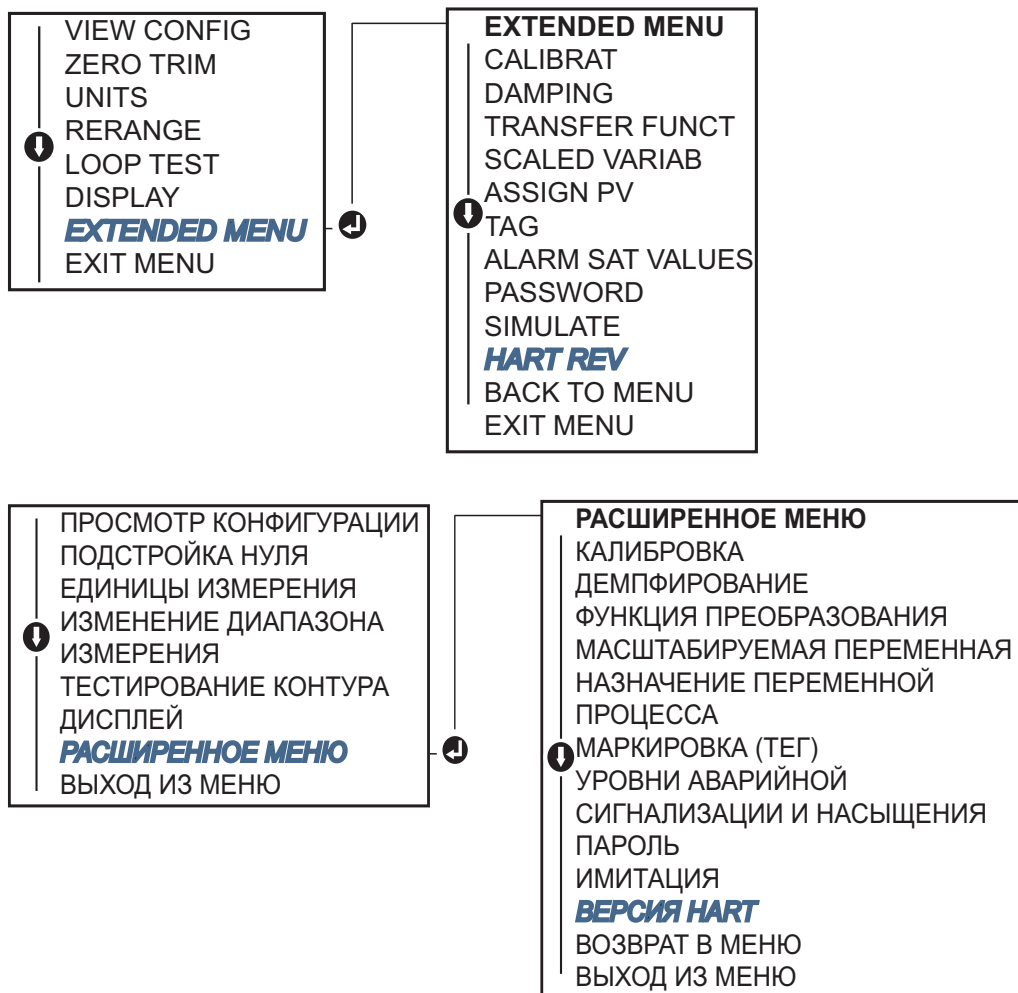 VIEW CONFIG
ZERO TRIM
UNITS
RERANGE
LOOP TEST
DISPLAY
EXTENDED MENU
EXIT MENU
EXTENDED MENU
CALIBRAT
DAMPING
TRANSFER FUNCT
SCALED VARIAB
ASSIGN PV
TAG
ALARM SAT VALUES
PASSWORD
SIMULATE
HART REV
BACK TO MENU
EXIT MENU
ПРОСМОТР КОНФИГУРАЦИИ
ПОДСТРОЙКА НУЛЯ
ЕДИНИЦЫ ИЗМЕРЕНИЯ
ИЗМЕНЕНИЕ ДИАПАЗОНА
ИЗМЕРЕНИЯ
ТЕСТИРОВАНИЕ КОНТУРА
ДИСПЛЕЙ
РАСШИРЕННОЕ МЕНЮ
ВЫХОД ИЗ МЕНЮ
РАСШИРЕННОЕ МЕНЮ
КАЛИБРОВКА
ДЕМПФИРОВАНИЕ
ФУНКЦИЯ ПРЕОБРАЗОВАНИЯ
МАСШТАБИРУЕМАЯ ПЕРЕМЕННАЯ
НАЗНАЧЕНИЕ ПЕРЕМЕННОЙ
ПРОЦЕССА
МАРКИРОВКА (ТЕГ)
УРОВНИ АВАРИЙНОЙ
СИГНАЛИЗАЦИИ И НАСЫЩЕНИЯ
ПАРОЛЬ
ИМИТАЦИЯ
ВЕРСИЯ HART
ВОЗВРАТ В МЕНЮ
ВЫХОД ИЗ МЕНЮ